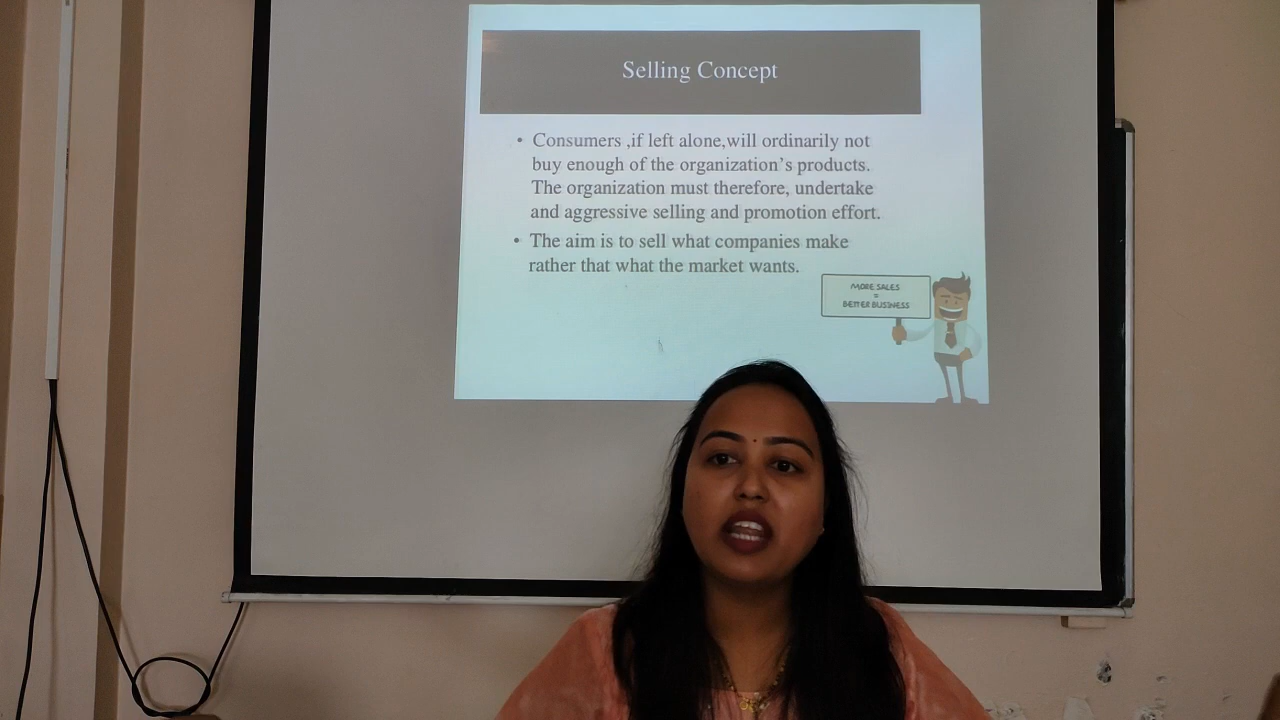 Selling Concept
• Consumers ,if left alone,will ordinarily not
buy enough of the organization's products.
The organization must therefore, undertake
and aggressive selling and promotion effort.
• The aim is to sell what companies make
rather that what the market wants.
MORE SALES
=
BETTER BUSINESS